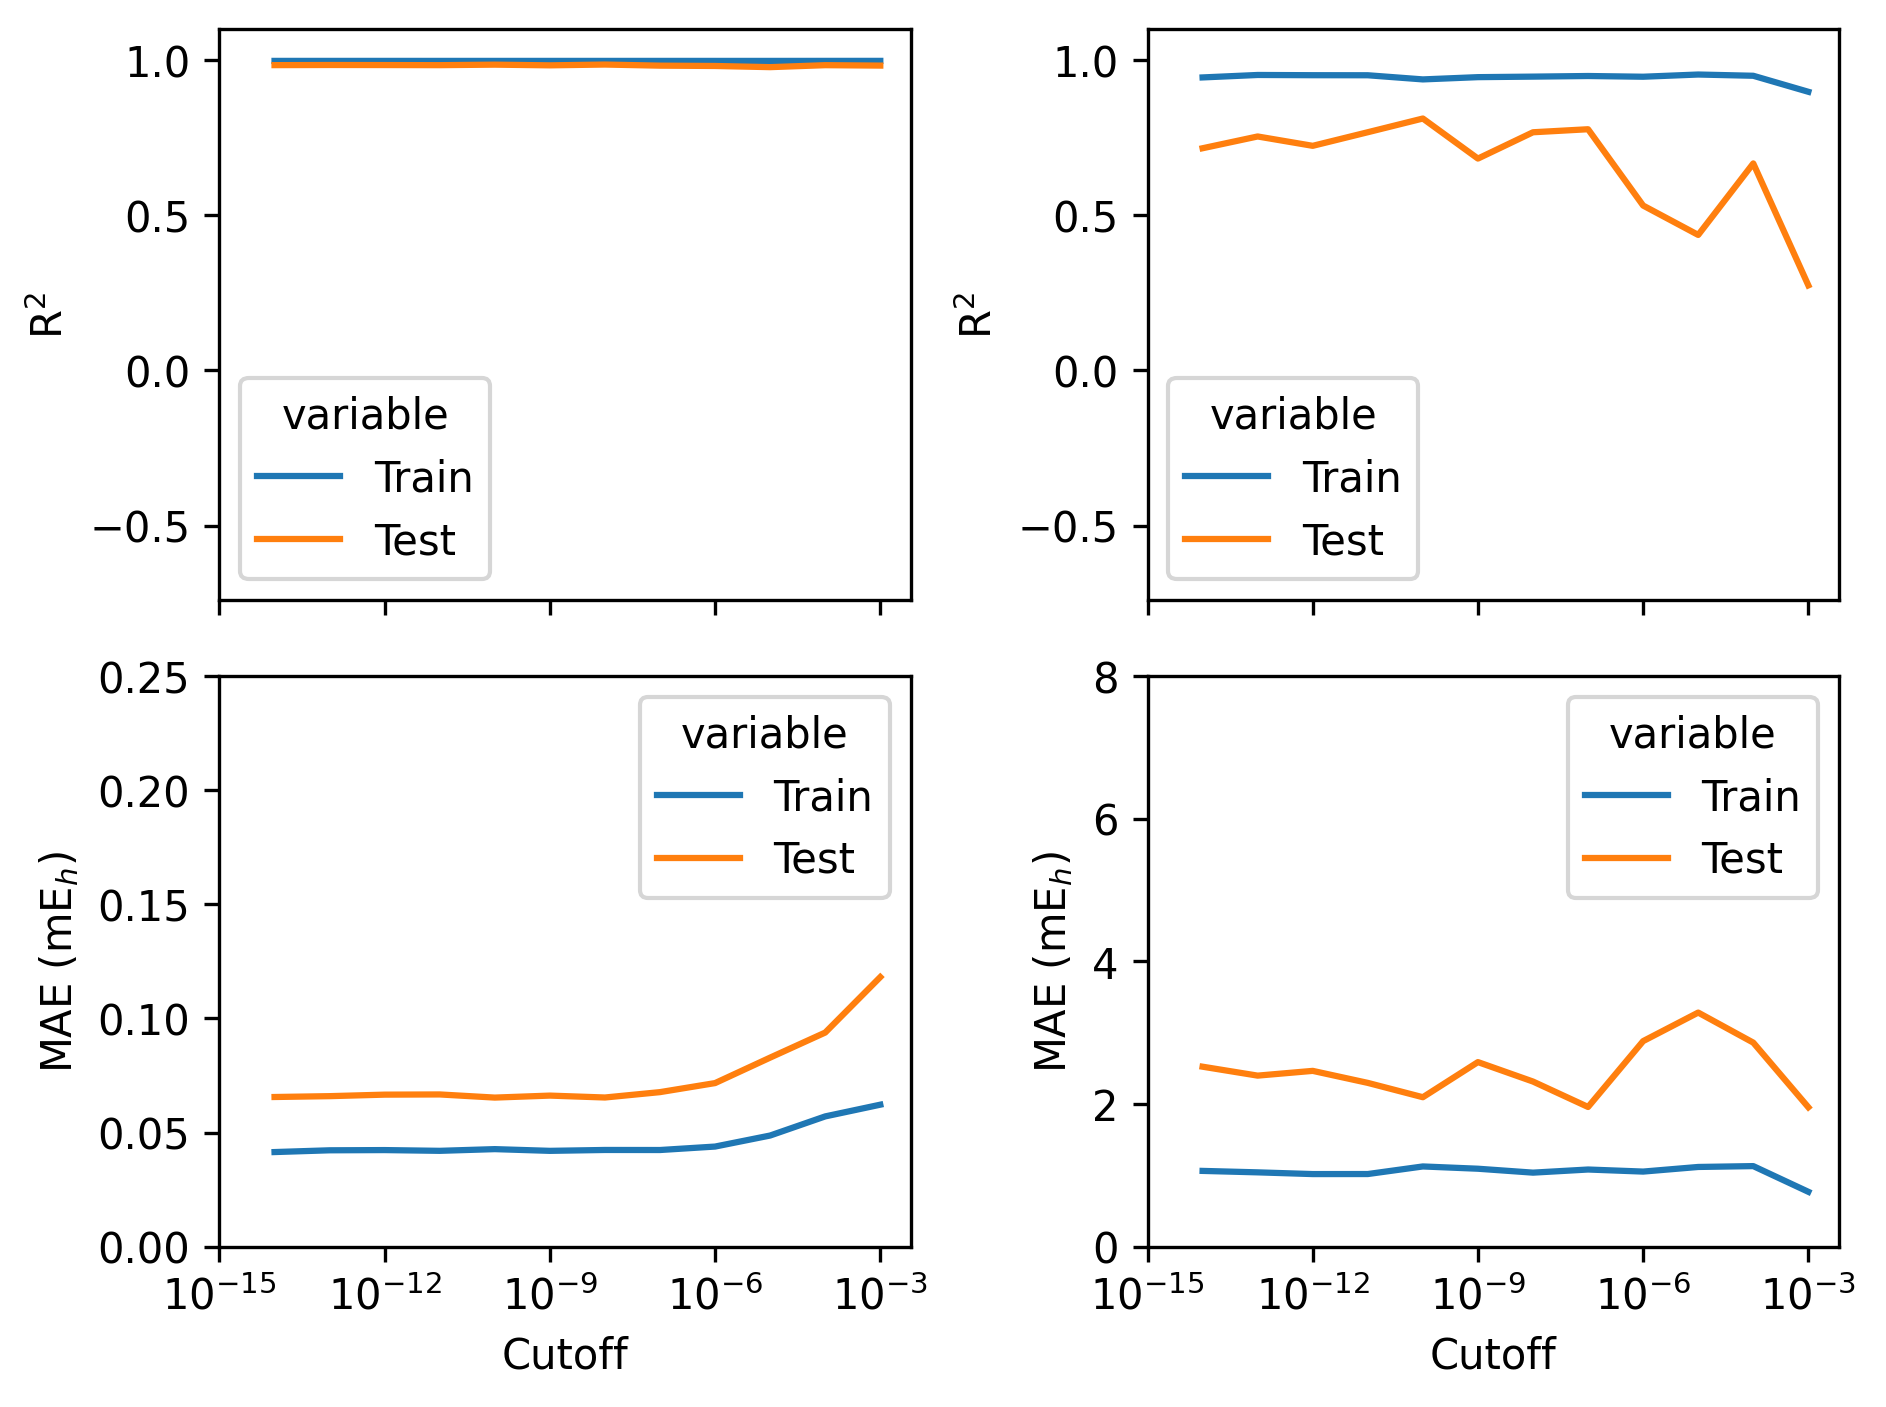 1.0
0.5
0.0
−0.5
R²
variable
Train
Test
1.0
0.5
0.0
−0.5
R²
variable
Train
Test
0.25
0.20
0.15
0.10
0.05
0.00
MAE (mEₕ)
variable
Train
Test
10⁻¹⁵ 10⁻¹² 10⁻⁹ 10⁻⁶ 10⁻³
Cutoff
8
6
4
2
0
MAE (mEₕ)
variable
Train
Test
10⁻¹⁵ 10⁻¹² 10⁻⁹ 10⁻⁶ 10⁻³
Cutoff